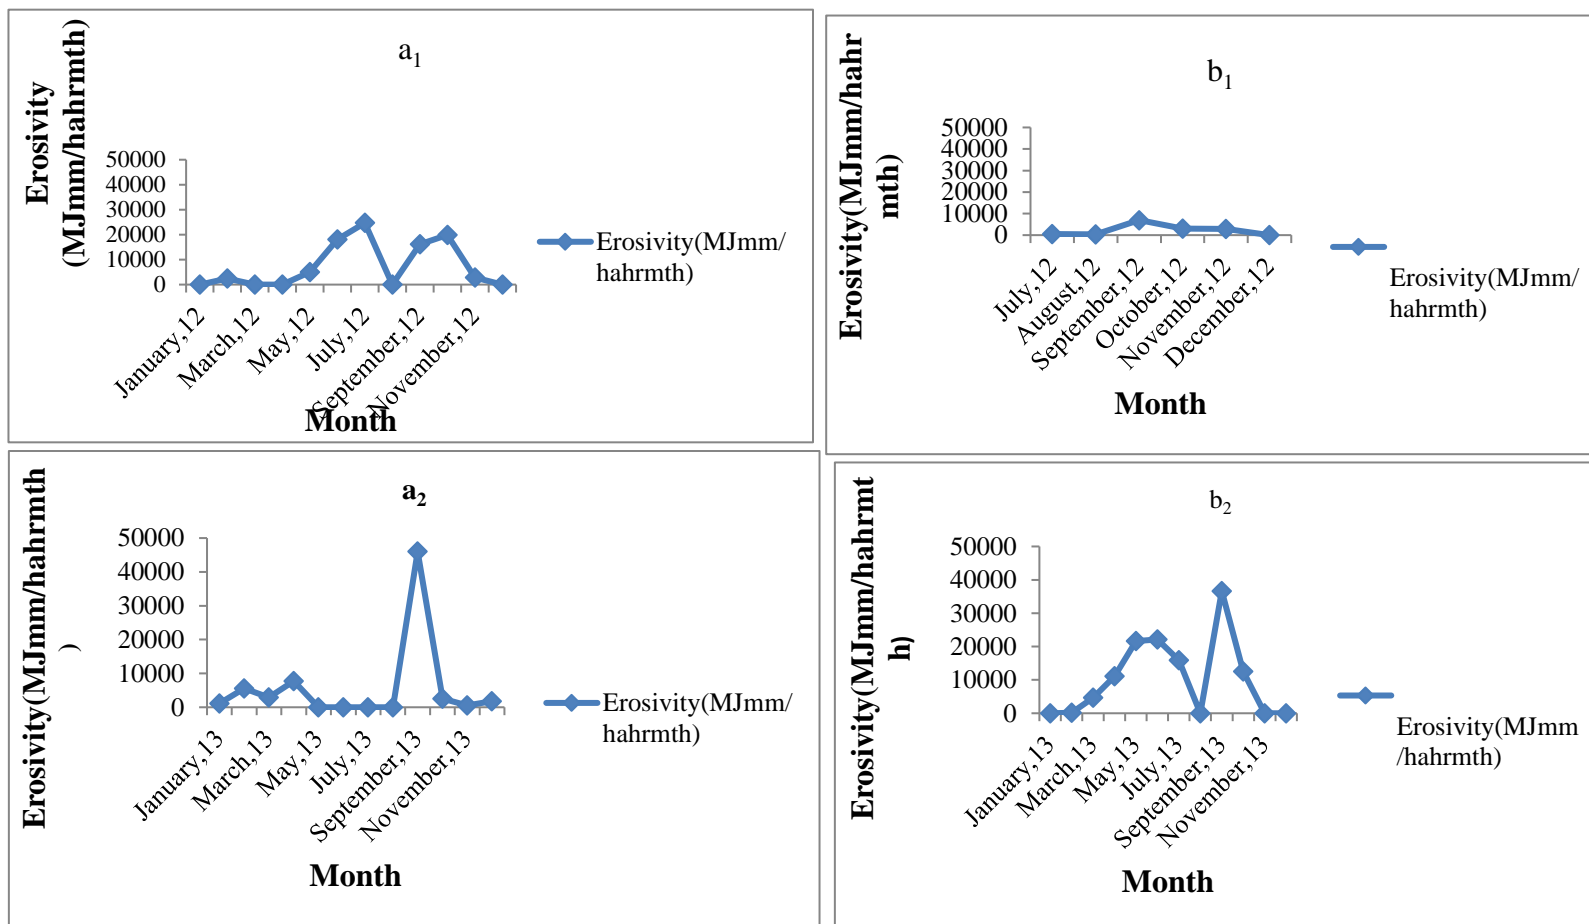 a1
Erosivity
(MJmm/hahrmth)
50000
40000
30000
20000
10000
0
January,12
March,12
May,12
July,12
September,12
November,12
Month
Erosivity(MJmm/
hahrmth)
b1
Erosivity(MJmm/hahr
mth)
50000
40000
30000
20000
10000
0
July,12
August,12
September,12
October,12
November,12
December,12
Month
Erosivity(MJmm/
hahrmth)
a2
Erosivity(MJmm/hahrmth
)
50000
40000
30000
20000
10000
0
January,13
March,13
May,13
July,13
September,13
November,13
Month
Erosivity(MJmm/
hahrmth)
b2
Erosivity(MJmm/hahrmt
h)
50000
40000
30000
20000
10000
0
January,13
March,13
May,13
July,13
September,13
November,13
Month
Erosivity(MJmm
/hahrmth)